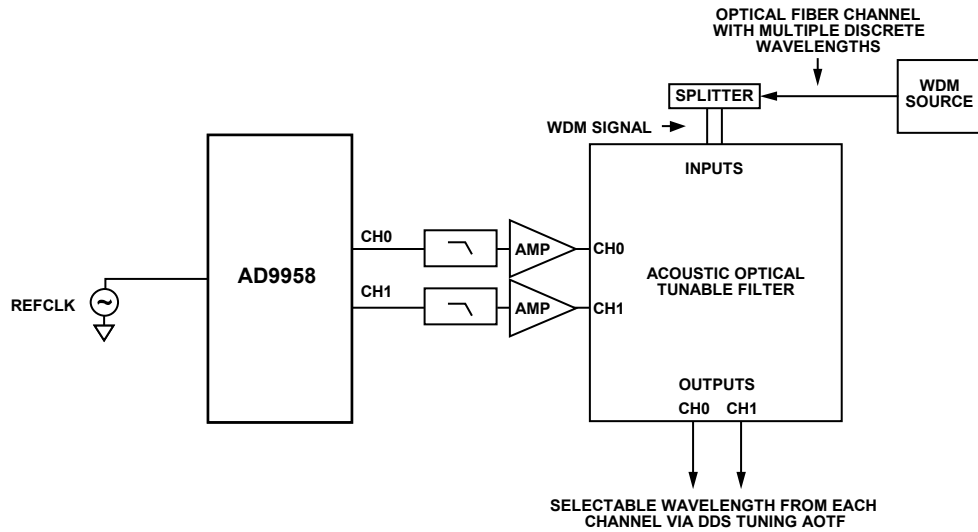 OPTICAL FIBER CHANNEL
WITH MULTIPLE DISCRETE
WAVELENGTHS
WDM
SOURCE
SPLITTER
WDM SIGNAL
INPUTS
CH0
AMP
CH0
AD9958
ACOUSTIC OPTICAL
TUNABLE FILTER
REFCLK
CH1
AMP
CH1
OUTPUTS
CH0 CH1
SELECTABLE WAVELENGTH FROM EACH
CHANNEL VIA DDS TUNING AOTF